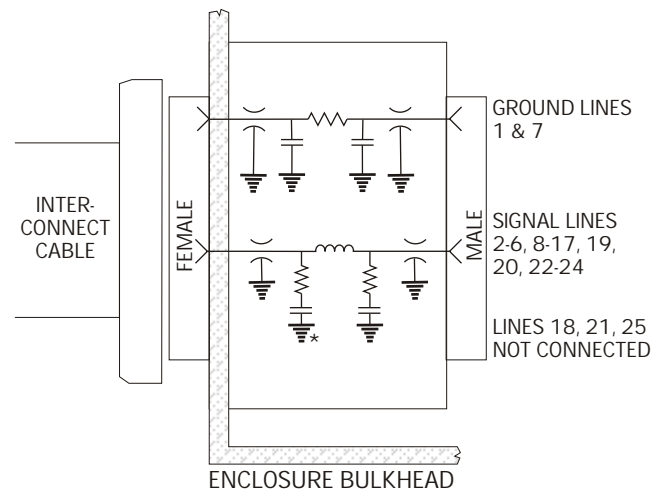 INTER-
CONNECT
CABLE
FEMALE
MALE
GROUND LINES
1 & 7
SIGNAL LINES
2-6, 8-17, 19,
20, 22-24
LINES 18, 21, 25
NOT CONNECTED
*
ENCLOSURE BULKHEAD